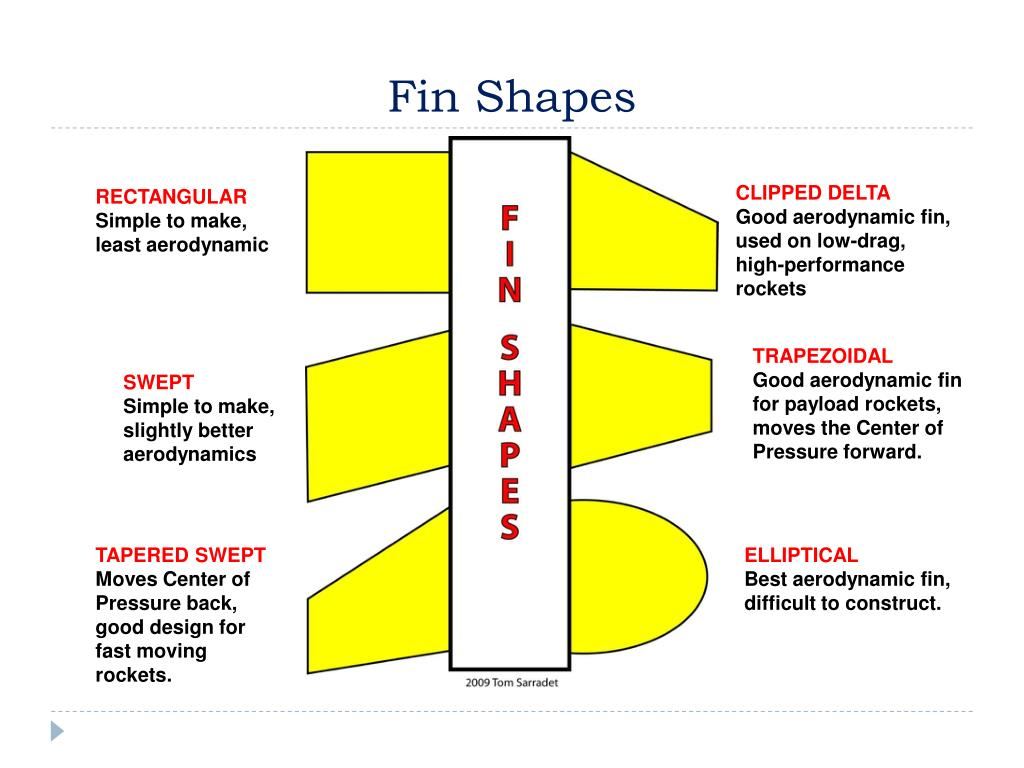 Fin Shapes
RECTANGULAR
Simple to make,
least aerodynamic
SWEPT
Simple to make,
slightly better
aerodynamics
TAPERED SWEPT
Moves Center of
Pressure back,
good design for
fast moving
rockets.
F
I
N
S
H
A
P
E
S
2009 Tom Sarradet
CLIPPED DELTA
Good aerodynamic fin,
used on low-drag,
high-performance
rockets
TRAPEZOIDAL
Good aerodynamic fin
for payload rockets,
moves the Center of
Pressure forward.
ELLIPTICAL
Best aerodynamic fin,
difficult to construct.